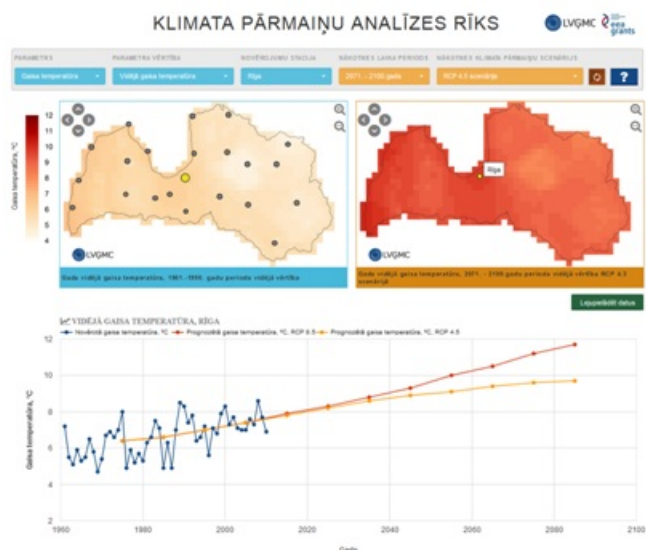 KLIMATA PĀRMAIŅU ANALĪZES RĪKS
LVĢMC eea grants
PARAMETRS PARAMETRA VĒRTĪBA NOVĒROJUMU STACIJA NĀKOTNES LAIKA PERIODS NĀKOTNES KLIMATA PĀRMAIŅU SCENĀRIJS
Gaisa temperatūra Vidējā gaisa temperatūra Rīga 2071. - 2100.gads RCP 4.5 scenārijs ?
12
11
10
9
8
7
6
5
4
Gaisa temperatūra, °C
Rīga
LVĢMC
LVĢMC
Gada vidējā gaisa temperatūra, 1961.-1990. gadu perioda vidējā vērtība
Gada vidējā gaisa temperatūra, 2071. - 2100 gadu perioda vidējā vērtība RCP 4.5
scenārijā
Lejupielādēt datus
VIDĒJĀ GAISA TEMPERATŪRA, RĪGA
Novērotā gaisa temperatūra, °C Prognozētā gaisa temperatūra, °C, RCP 8.5 Prognozētā gaisa temperatūra, °C, RCP 4.5
12
10
8
6
4
2
Gaisa temperatūra, °C
1960 1980 2000 2020 2040 2060 2080 2100
Gads